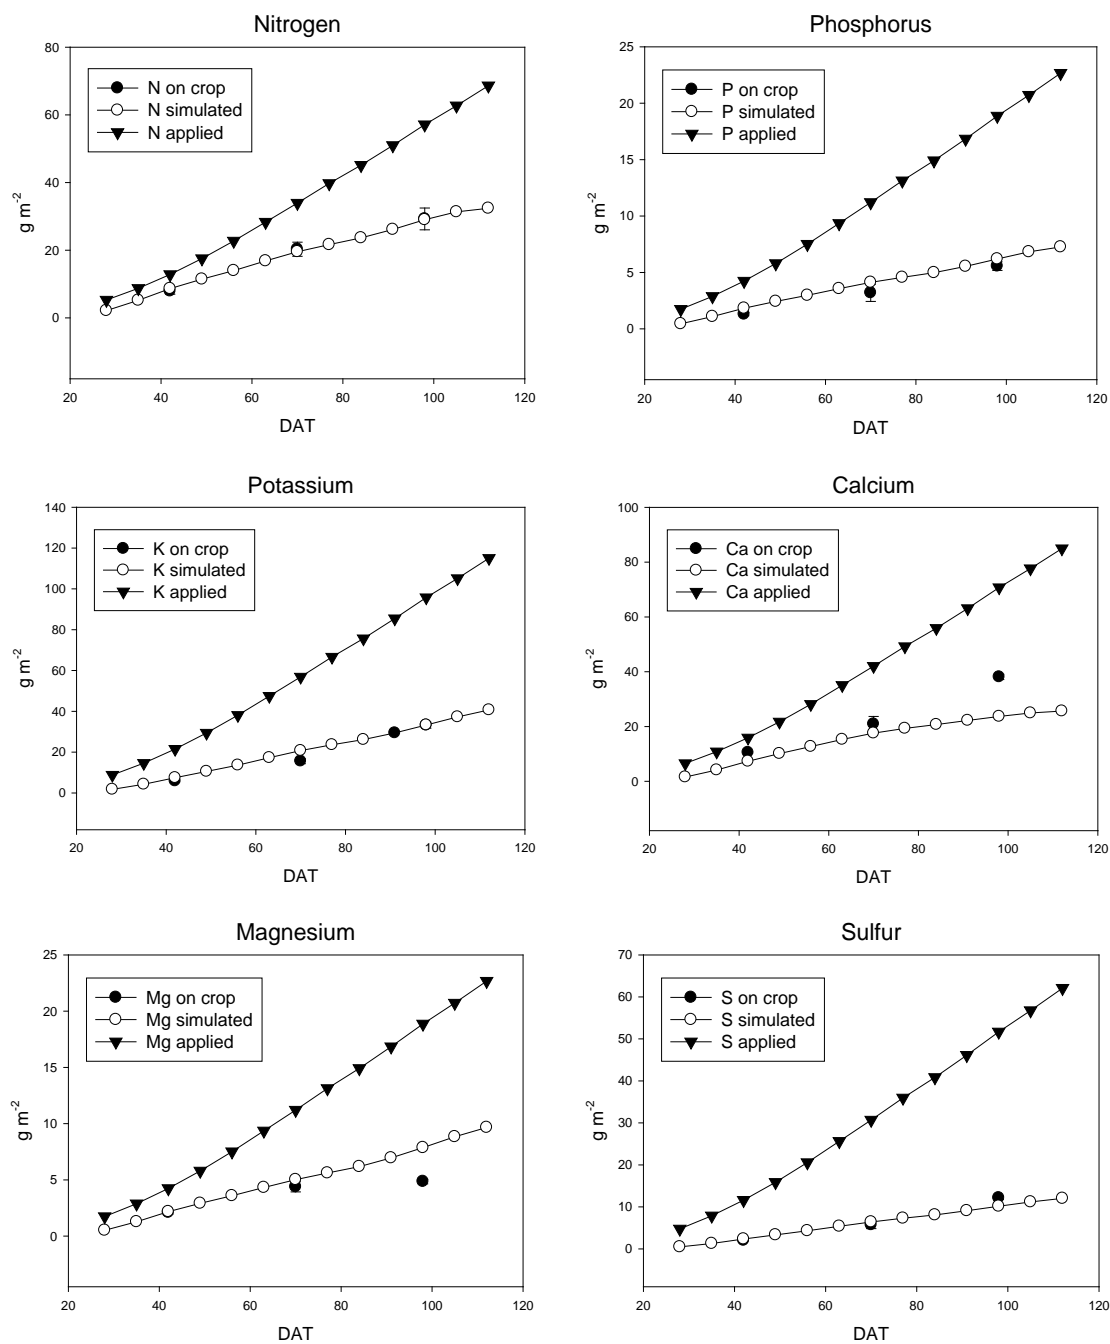 Nitrogen
80
60
40
20
0
g m-2
N on crop
N simulated
N applied
20 40 60 80 100 120
DAT
Phosphorus
25
20
15
10
5
0
g m-2
P on crop
P simulated
P applied
20 40 60 80 100 120
DAT
Potassium
140
120
100
80
60
40
20
0
g m-2
K on crop
K simulated
K applied
20 40 60 80 100 120
DAT
Calcium
100
80
60
40
20
0
g m-2
Ca on crop
Ca simulated
Ca applied
20 40 60 80 100 120
DAT
Magnesium
25
20
15
10
5
0
g m-2
Mg on crop
Mg simulated
Mg applied
20 40 60 80 100 120
DAT
Sulfur
70
60
50
40
30
20
10
0
g m-2
S on crop
S simulated
S applied
20 40 60 80 100 120
DAT